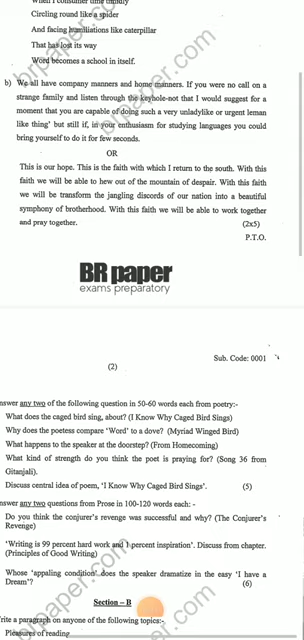 When I consumer time timidly
Circling round like a spider
And facing humiliations like caterpillar
That has lost its way
Word becomes a school in itself.
b) We all have company manners and home manners. If you were no call on a
strange family and listen through the keyhole-not that I would suggest for a
moment that you are capable of doing such a very unladylike or urgent leman
like thing' but still if, in our enthusiasm for studying languages you could
bring yourself to do it for few seconds.
OR
This is our hope. This is the faith with which I return to the south. With this
faith we will be able to hew out of the mountain of despair. With this faith
we will be transform the jangling discords of our nation into a beautiful
symphony of brotherhood. With this faith we will be able to work together
and pray together. (2x5)
P.T.O.
BR paper
exams preparatory
Sub. Code: 0001
(2)
nswer any two of the following question in 50-60 words each from poetry:-
What does the caged bird sing, about? (I Know Why Caged Bird Sings)
Why does the poetess compare 'Word' to a dove? (Myriad Winged Bird)
What happens to the speaker at the doorstep? (From Homecoming)
What kind of strength do you think the poet is praying for? (Song 36 from
Gitanjali).
Discuss central idea of poem, 'I Know Why Caged Bird Sings'. (5)
nswer any two questions from Prose in 100-120 words each: -
Do you think the conjurer's revenge was successful and why? (The Conjurer's
Revenge)
'Writing is 99 percent hard work and 1 percent inspiration'. Discuss from chapter.
(Principles of Good Writing)
Whose 'appaling condition' does the speaker dramatize in the easy 'I have a
Dream'? (6)
Section – B
rite a paragraph on anyone of the following topics:-
Pleasures of reading
brpaper.com